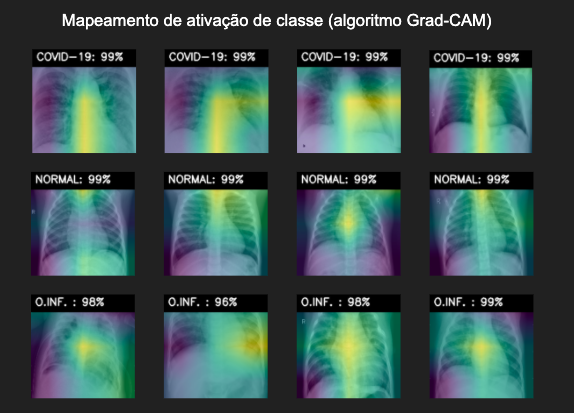 Mapeamento de ativação de classe (algoritmo Grad-CAM)
COVID-19: 99% COVID-19: 99% COVID-19: 99% COVID-19: 99%
NORMAL: 99% NORMAL: 99% NORMAL: 99% NORMAL: 99%
O.INF. : 98% O.INF. : 96% O.INF. : 98% O.INF. : 99%